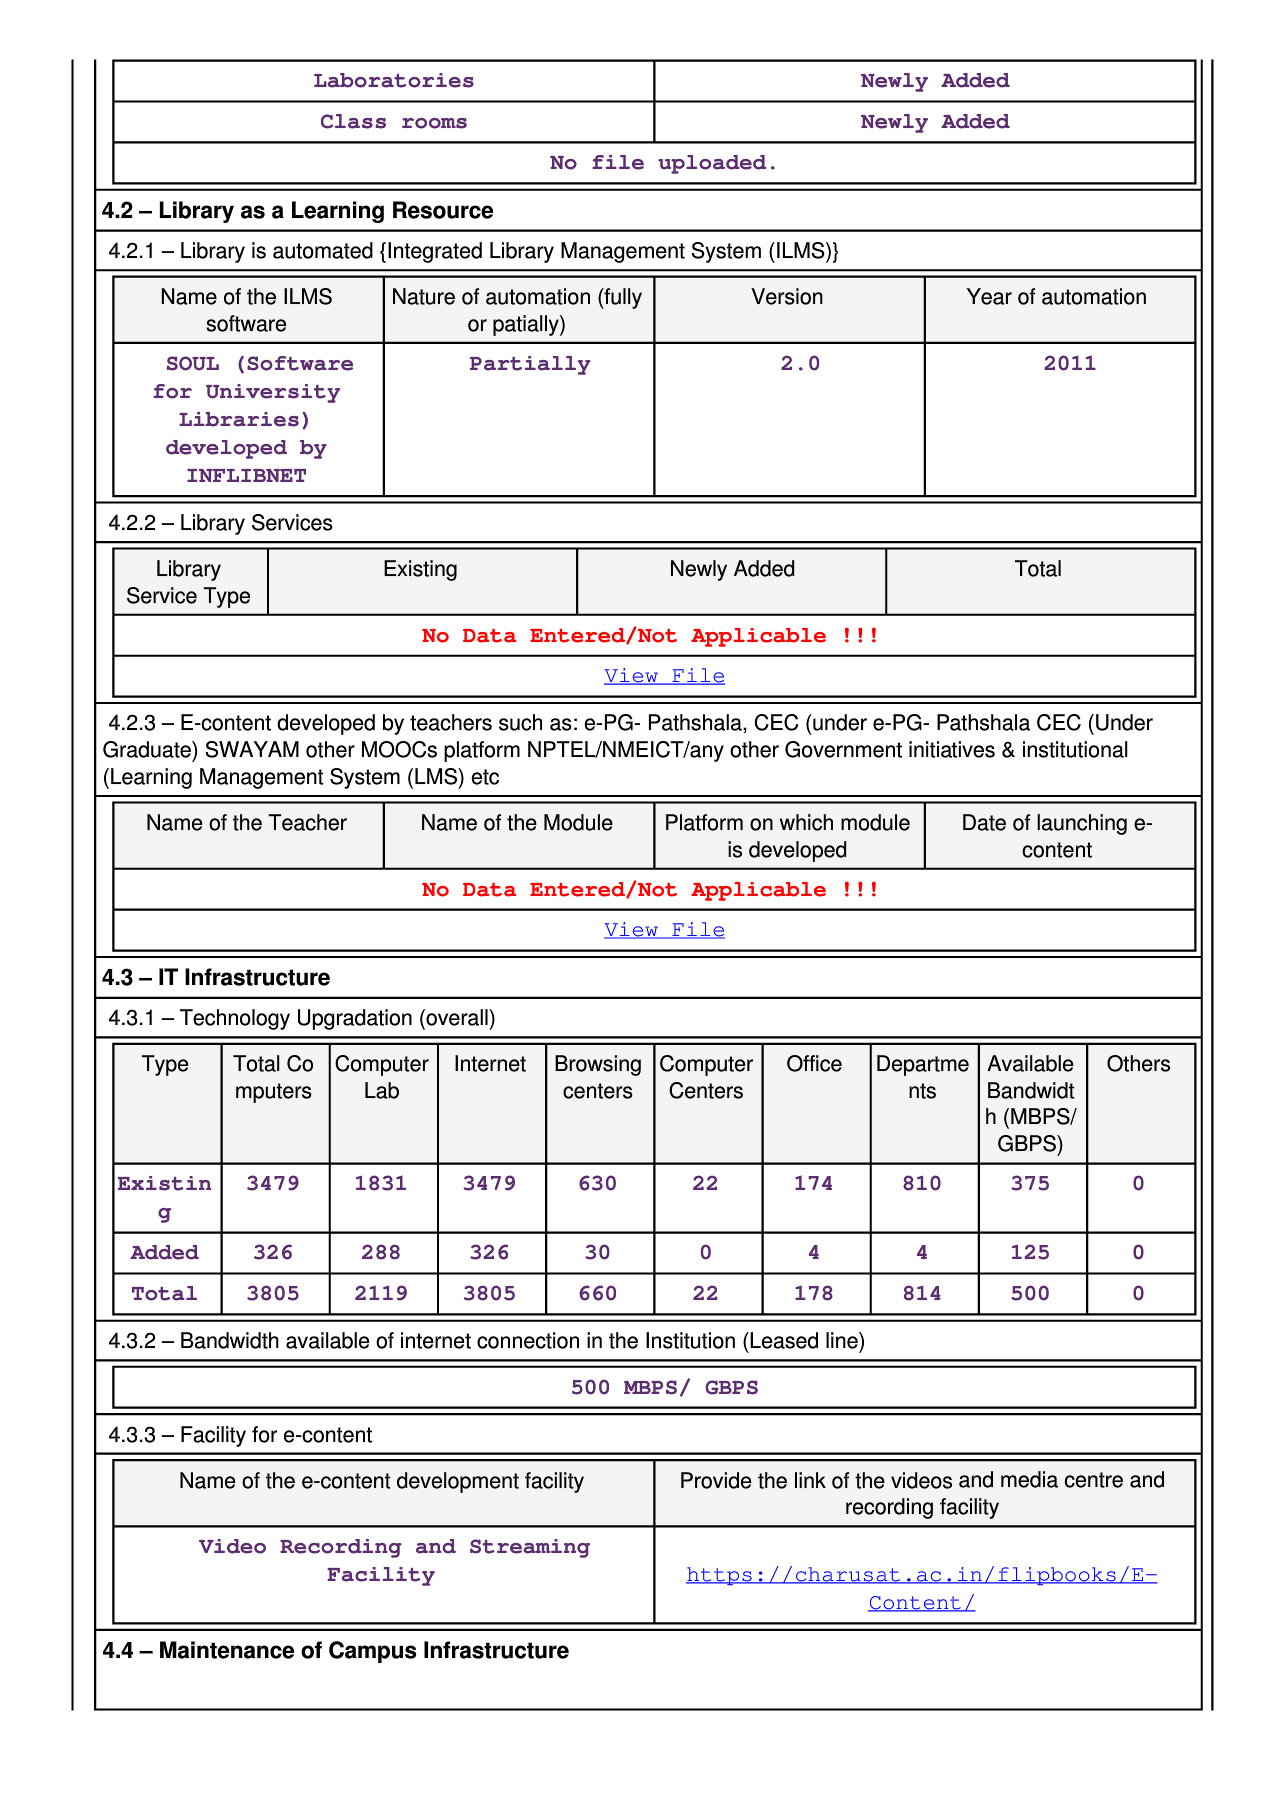 Laboratories Newly Added
Class rooms Newly Added
No file uploaded.
4.2 – Library as a Learning Resource
4.2.1 – Library is automated {Integrated Library Management System (ILMS)}
Name of the ILMS software Nature of automation (fully or patially) Version Year of automation
SOUL (Software for University Libraries) developed by INFLIBNET Partially 2.0 2011
4.2.2 – Library Services
Library Service Type Existing Newly Added Total
No Data Entered/Not Applicable !!!
View File
4.2.3 – E-content developed by teachers such as: e-PG- Pathshala, CEC (under e-PG- Pathshala CEC (Under
Graduate) SWAYAM other MOOCs platform NPTEL/NMEICT/any other Government initiatives & institutional
(Learning Management System (LMS) etc
Name of the Teacher Name of the Module Platform on which module is developed Date of launching e-content
No Data Entered/Not Applicable !!!
View File
4.3 – IT Infrastructure
4.3.1 – Technology Upgradation (overall)
Type Total Co mputers Computer Lab Internet Browsing centers Computer Centers Office Departme nts Available Bandwidt h (MBPS/ GBPS) Others
Existin g 3479 1831 3479 630 22 174 810 375 0
Added 326 288 326 30 0 4 4 125 0
Total 3805 2119 3805 660 22 178 814 500 0
4.3.2 – Bandwidth available of internet connection in the Institution (Leased line)
500 MBPS/ GBPS
4.3.3 – Facility for e-content
Name of the e-content development facility Provide the link of the videos and media centre and recording facility
Video Recording and Streaming Facility https://charusat.ac.in/flipbooks/E-Content/
4.4 – Maintenance of Campus Infrastructure